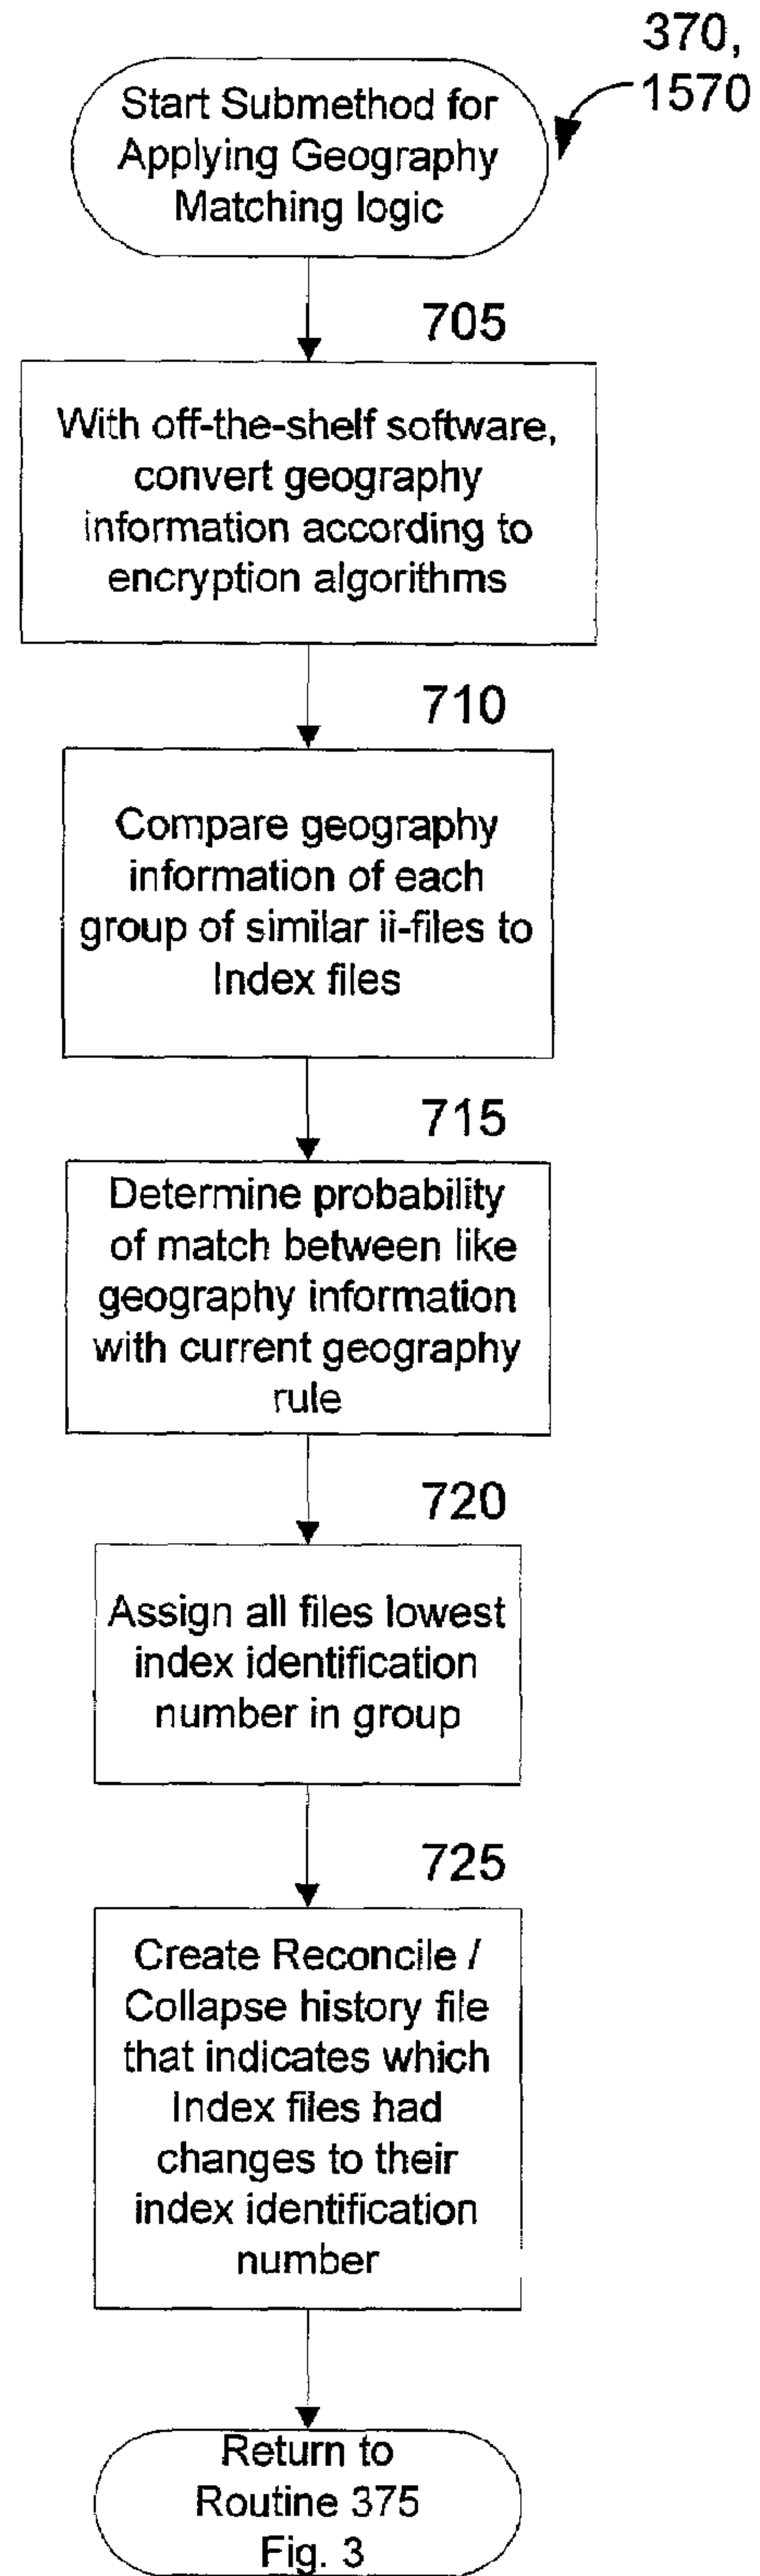 370,
1570
Start Submethod for
Applying Geography
Matching logic
705
With off-the-shelf software,
convert geography
information according to
encryption algorithms
710
Compare geography
information of each
group of similar ii-files to
Index files
715
Determine probability
of match between like
geography information
with current geography
rule
720
Assign all files lowest
index identification
number in group
725
Create Reconcile /
Collapse history file
that indicates which
Index files had
changes to their
index identification
number
Return to
Routine 375
Fig. 3